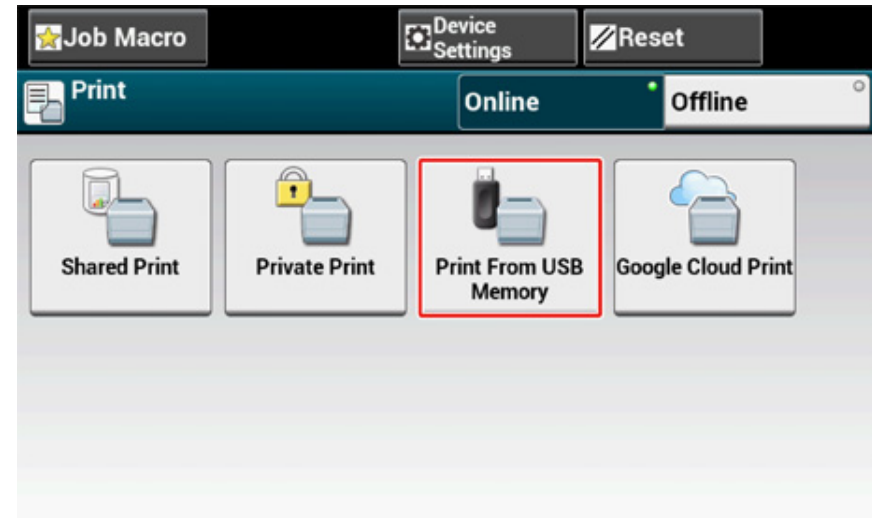 Job Macro
Device
Settings
Reset
Print
Online
Offline
Shared Print
Private Print
Print From USB
Memory
Google Cloud Print